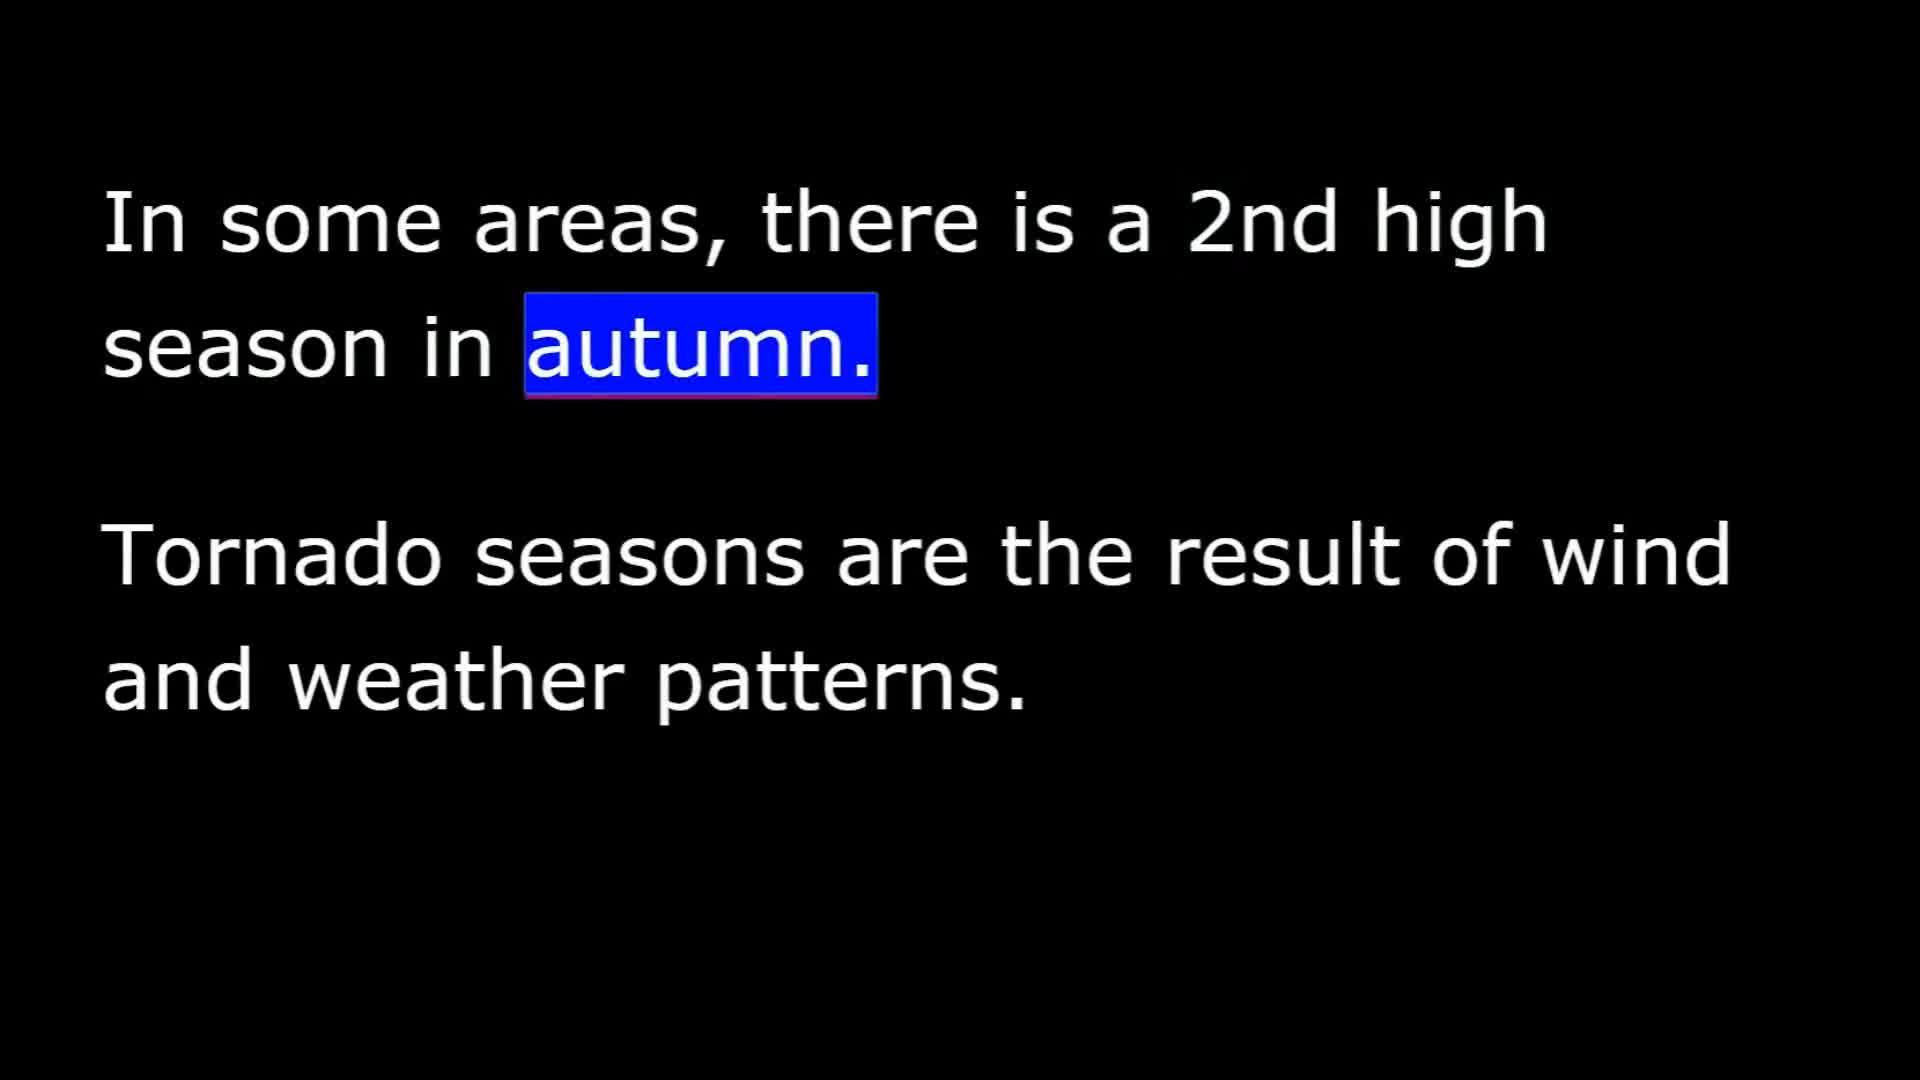 In some areas, there is a 2nd high
season in autumn.
Tornado seasons are the result of wind
and weather patterns.